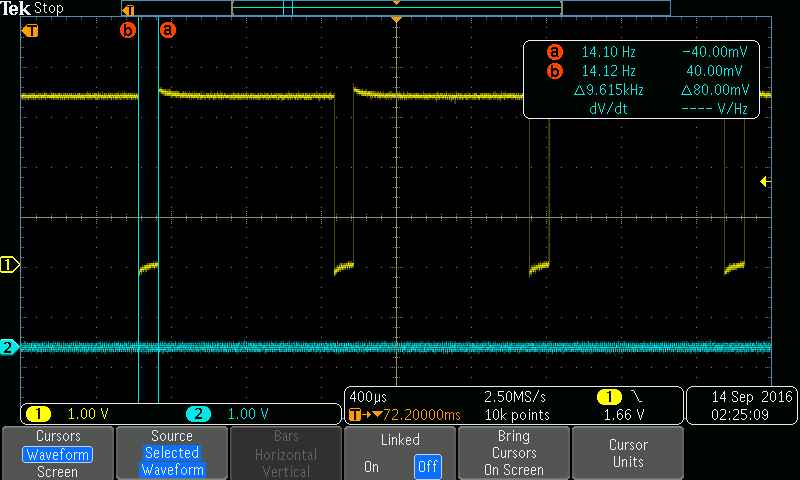 Tek Stop
T
T
b
a
a 14.10 Hz −40.00mV
b 14.12 Hz 40.00mV
Δ9.615kHz Δ80.00mV
dV/dt ---- V/Hz
1
2
1 1.00 V 2 1.00 V
400µs 2.50MS/s 1
T→▼72.20000ms 10k points 1.66 V
14 Sep 2016
02:25:09
Cursors
Waveform
Screen
Source
Selected
Waveform
Bars
Horizontal
Vertical
Linked
On Off
Bring
Cursors
On Screen
Cursor
Units